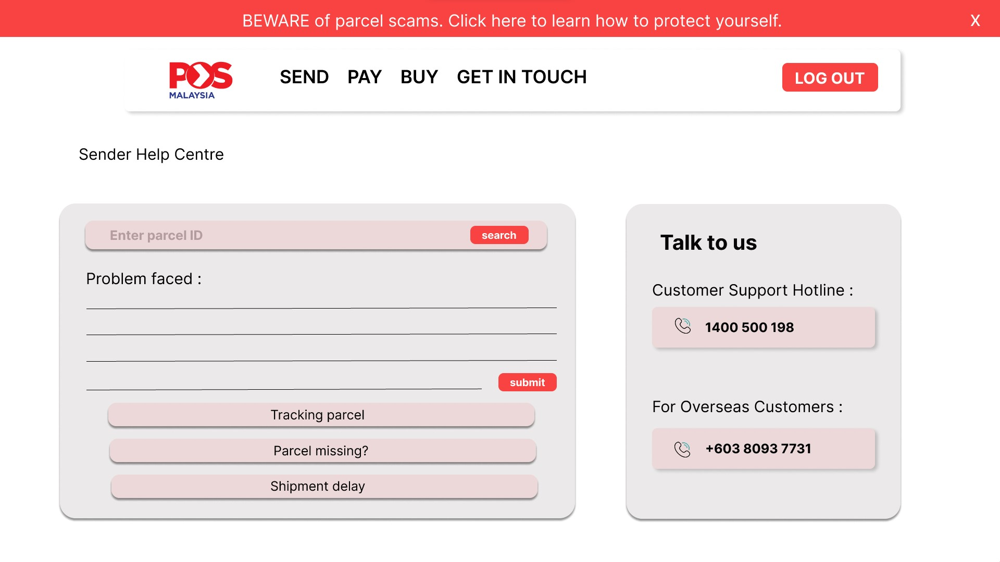 BEWARE of parcel scams. Click here to learn how to protect yourself. X
POS
MALAYSIA
SEND PAY BUY GET IN TOUCH
LOG OUT
Sender Help Centre
Enter parcel ID
search
Problem faced :
submit
Tracking parcel
Parcel missing?
Shipment delay
Talk to us
Customer Support Hotline :
1400 500 198
For Overseas Customers :
+603 8093 7731